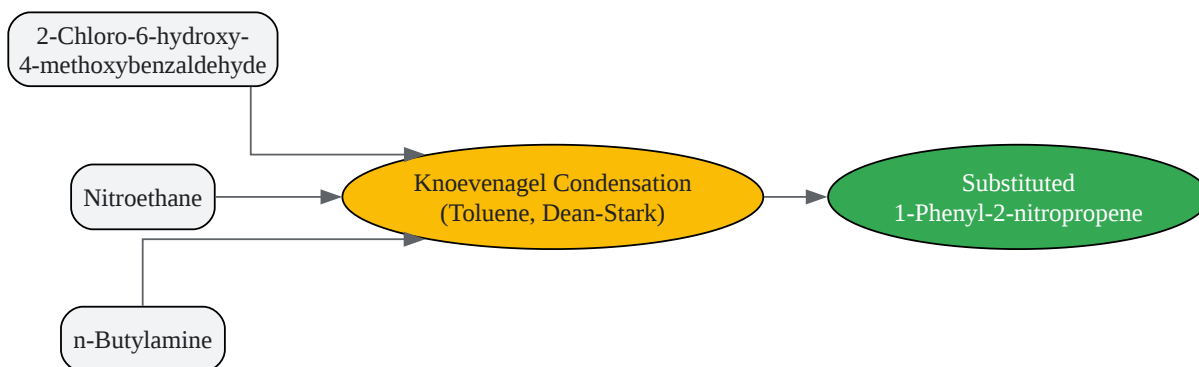 2-Chloro-6-hydroxy-
4-methoxybenzaldehyde
Nitroethane
n-Butylamine
Knoevenagel Condensation
(Toluene, Dean-Stark)
Substituted
1-Phenyl-2-nitropropene